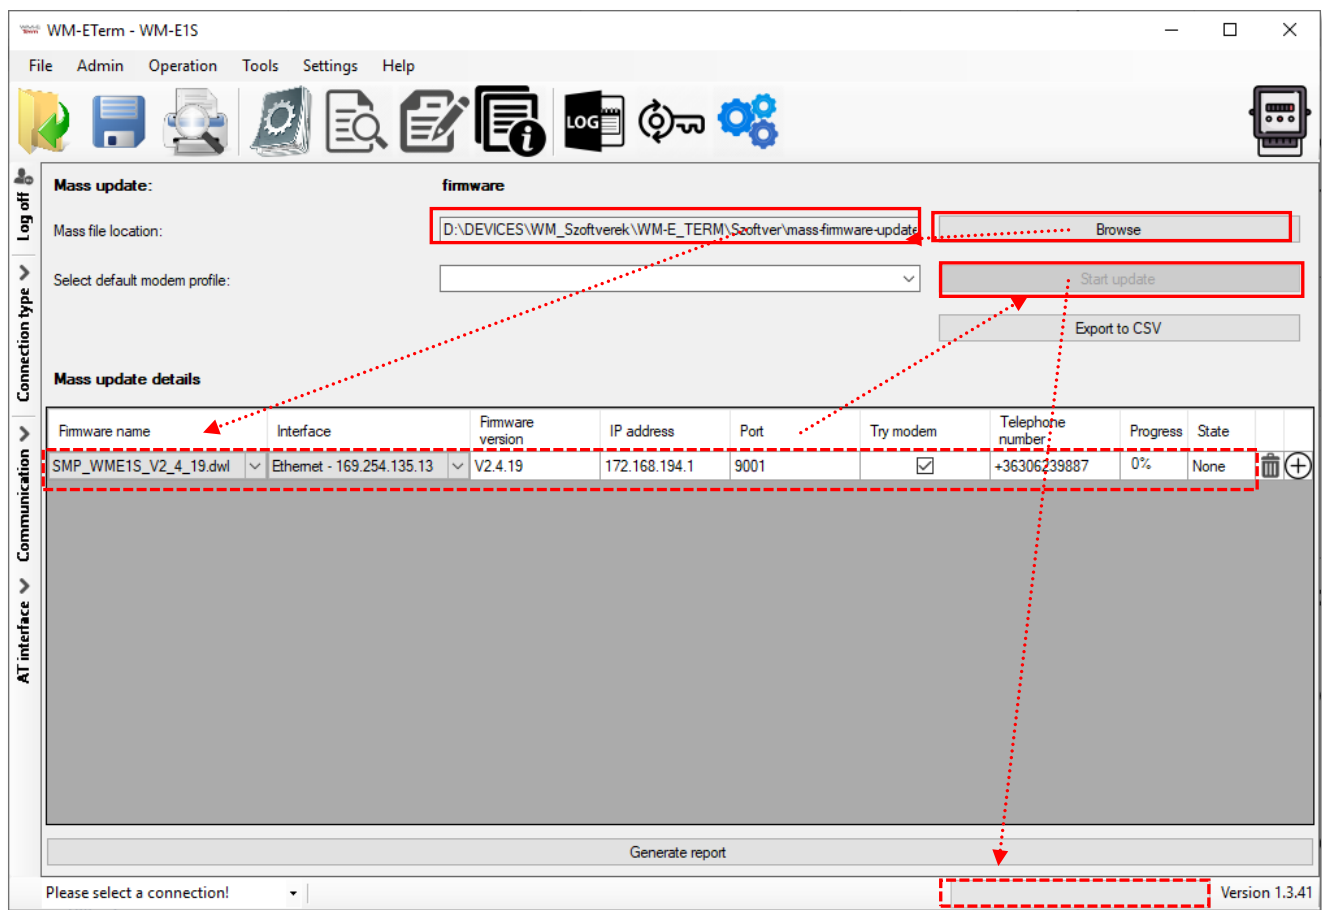 WM-ETerm - WM-E1S
File Admin Operation Tools Settings Help
LOG
Log off
Connection type
Communication
AT interface
Mass update: firmware
Mass file location: D:\DEVICES\WM_Szoftverek\WM-E_TERM\Szoftver\mass-firmware-update Browse
Select default modem profile: Start update
Export to CSV
Mass update details
Firmware name Interface Firmware version IP address Port Try modem Telephone number Progress State
SMP_WME1S_V2_4_19.dwl Ethernet - 169.254.135.13 V2.4.19 172.168.194.1 9001 +36306239887 0% None
Generate report
Please select a connection! Version 1.3.41